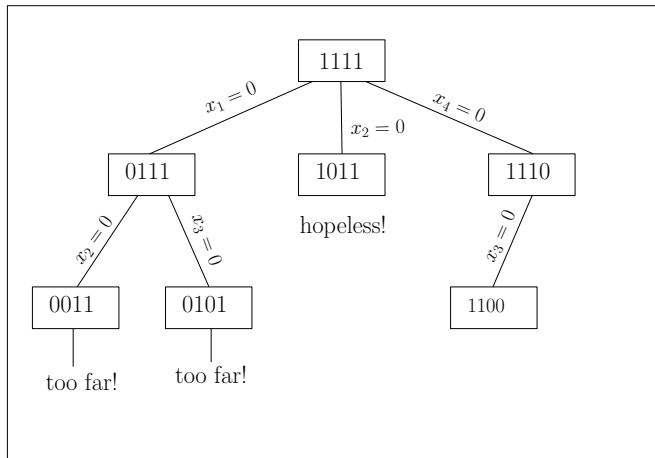 1111
x₁ = 0
x₂ = 0
x₄ = 0
0111
1011
1110
hopeless!
x₂ = 0
x₃ = 0
x₃ = 0
0011
0101
1100
too far!
too far!